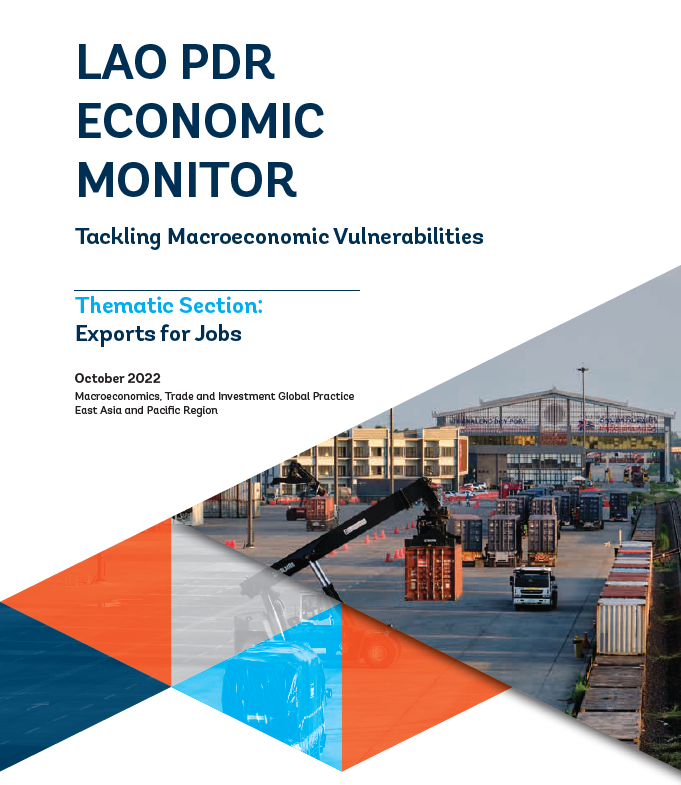 LAO PDR
ECONOMIC
MONITOR
Tackling Macroeconomic Vulnerabilities
Thematic Section:
Exports for Jobs
October 2022
Macroeconomics, Trade and Investment Global Practice
East Asia and Pacific Region